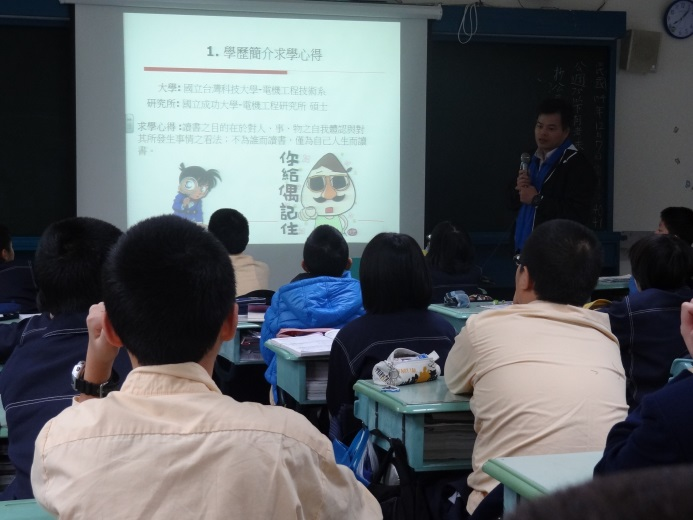 1. 學歷簡介求學心得
大學: 國立台灣科技大學-電機工程技術系
研究所: 國立成功大學-電機工程研究所 碩士
求學心得 : 讀書之目的在於對人、事、物之自我體認與對
其所發生事情之看法；不為誰而讀書，僅為自己人生而讀
書。
你給偶記住